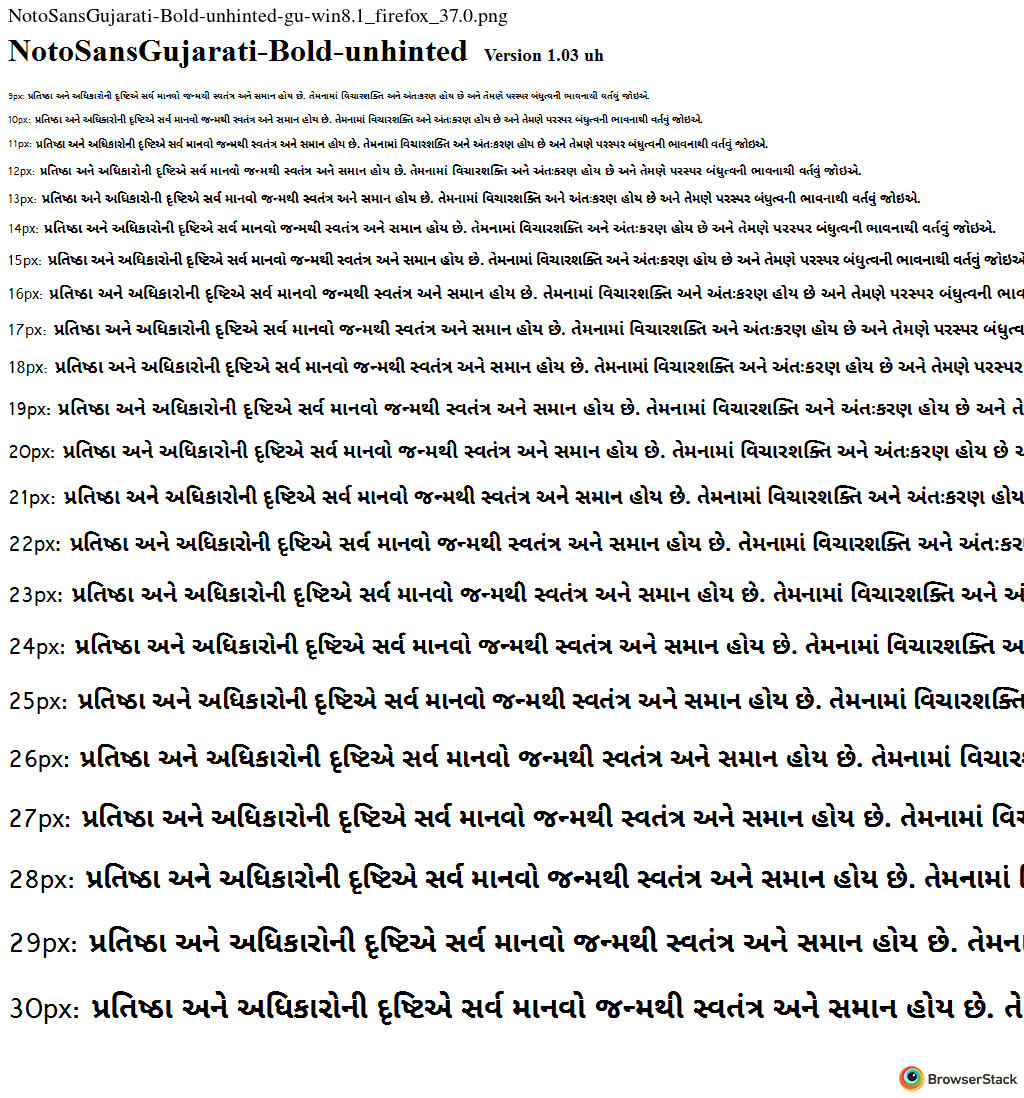 NotoSansGujarati-Bold-unhinted-gu-win8.1_firefox_37.0.png
NotoSansGujarati-Bold-unhinted Version 1.03 uh
9px: પ્રતિષ્ઠા અને અધિકારોની દૃષ્ટિએ સર્વ માનવો જન્મથી સ્વતંત્ર અને સમાન હોય છે. તેમનામાં વિચારશક્તિ અને અંતઃકરણ હોય છે અને તેમણે પરસ્પર બંધુત્વની ભાવનાથી વર્તવું જોઇએ.
10px: પ્રતિષ્ઠા અને અધિકારોની દૃષ્ટિએ સર્વ માનવો જન્મથી સ્વતંત્ર અને સમાન હોય છે. તેમનામાં વિચારશક્તિ અને અંતઃકરણ હોય છે અને તેમણે પરસ્પર બંધુત્વની ભાવનાથી વર્તવું જોઇએ.
11px: પ્રતિષ્ઠા અને અધિકારોની દૃષ્ટિએ સર્વ માનવો જન્મથી સ્વતંત્ર અને સમાન હોય છે. તેમનામાં વિચારશક્તિ અને અંતઃકરણ હોય છે અને તેમણે પરસ્પર બંધુત્વની ભાવનાથી વર્તવું જોઇએ.
12px: પ્રતિષ્ઠા અને અધિકારોની દૃષ્ટિએ સર્વ માનવો જન્મથી સ્વતંત્ર અને સમાન હોય છે. તેમનામાં વિચારશક્તિ અને અંતઃકરણ હોય છે અને તેમણે પરસ્પર બંધુત્વની ભાવનાથી વર્તવું જોઇએ.
13px: પ્રતિષ્ઠા અને અધિકારોની દૃષ્ટિએ સર્વ માનવો જન્મથી સ્વતંત્ર અને સમાન હોય છે. તેમનામાં વિચારશક્તિ અને અંતઃકરણ હોય છે અને તેમણે પરસ્પર બંધુત્વની ભાવનાથી વર્તવું જોઇએ.
14px: પ્રતિષ્ઠા અને અધિકારોની દૃષ્ટિએ સર્વ માનવો જન્મથી સ્વતંત્ર અને સમાન હોય છે. તેમનામાં વિચારશક્તિ અને અંતઃકરણ હોય છે અને તેમણે પરસ્પર બંધુત્વની ભાવનાથી વર્તવું જોઇએ.
15px: પ્રતિષ્ઠા અને અધિકારોની દૃષ્ટિએ સર્વ માનવો જન્મથી સ્વતંત્ર અને સમાન હોય છે. તેમનામાં વિચારશક્તિ અને અંતઃકરણ હોય છે અને તેમણે પરસ્પર બંધુત્વની ભાવનાથી વર્તવું જોઇએ
16px: પ્રતિષ્ઠા અને અધિકારોની દૃષ્ટિએ સર્વ માનવો જન્મથી સ્વતંત્ર અને સમાન હોય છે. તેમનામાં વિચારશક્તિ અને અંતઃકરણ હોય છે અને તેમણે પરસ્પર બંધુત્વની ભાવ
17px: પ્રતિષ્ઠા અને અધિકારોની દૃષ્ટિએ સર્વ માનવો જન્મથી સ્વતંત્ર અને સમાન હોય છે. તેમનામાં વિચારશક્તિ અને અંતઃકરણ હોય છે અને તેમણે પરસ્પર બંધુત્વ
18px: પ્રતિષ્ઠા અને અધિકારોની દૃષ્ટિએ સર્વ માનવો જન્મથી સ્વતંત્ર અને સમાન હોય છે. તેમનામાં વિચારશક્તિ અને અંતઃકરણ હોય છે અને તેમણે પરસ્પર
19px: પ્રતિષ્ઠા અને અધિકારોની દૃષ્ટિએ સર્વ માનવો જન્મથી સ્વતંત્ર અને સમાન હોય છે. તેમનામાં વિચારશક્તિ અને અંતઃકરણ હોય છે અને તે
20px: પ્રતિષ્ઠા અને અધિકારોની દૃષ્ટિએ સર્વ માનવો જન્મથી સ્વતંત્ર અને સમાન હોય છે. તેમનામાં વિચારશક્તિ અને અંતઃકરણ હોય છે
21px: પ્રતિષ્ઠા અને અધિકારોની દૃષ્ટિએ સર્વ માનવો જન્મથી સ્વતંત્ર અને સમાન હોય છે. તેમનામાં વિચારશક્તિ અને અંતઃકરણ હોય
22px: પ્રતિષ્ઠા અને અધિકારોની દૃષ્ટિએ સર્વ માનવો જન્મથી સ્વતંત્ર અને સમાન હોય છે. તેમનામાં વિચારશક્તિ અને અંતઃકર
23px: પ્રતિષ્ઠા અને અધિકારોની દૃષ્ટિએ સર્વ માનવો જન્મથી સ્વતંત્ર અને સમાન હોય છે. તેમનામાં વિચારશક્તિ અને અં
24px: પ્રતિષ્ઠા અને અધિકારોની દૃષ્ટિએ સર્વ માનવો જન્મથી સ્વતંત્ર અને સમાન હોય છે. તેમનામાં વિચારશક્તિ અ
25px: પ્રતિષ્ઠા અને અધિકારોની દૃષ્ટિએ સર્વ માનવો જન્મથી સ્વતંત્ર અને સમાન હોય છે. તેમનામાં વિચારશક્તિ
26px: પ્રતિષ્ઠા અને અધિકારોની દૃષ્ટિએ સર્વ માનવો જન્મથી સ્વતંત્ર અને સમાન હોય છે. તેમનામાં વિચાર
27px: પ્રતિષ્ઠા અને અધિકારોની દૃષ્ટિએ સર્વ માનવો જન્મથી સ્વતંત્ર અને સમાન હોય છે. તેમનામાં વિચ
28px: પ્રતિષ્ઠા અને અધિકારોની દૃષ્ટિએ સર્વ માનવો જન્મથી સ્વતંત્ર અને સમાન હોય છે. તેમનામાં
29px: પ્રતિષ્ઠા અને અધિકારોની દૃષ્ટિએ સર્વ માનવો જન્મથી સ્વતંત્ર અને સમાન હોય છે. તેમના
30px: પ્રતિષ્ઠા અને અધિકારોની દૃષ્ટિએ સર્વ માનવો જન્મથી સ્વતંત્ર અને સમાન હોય છે. તે
BrowserStack